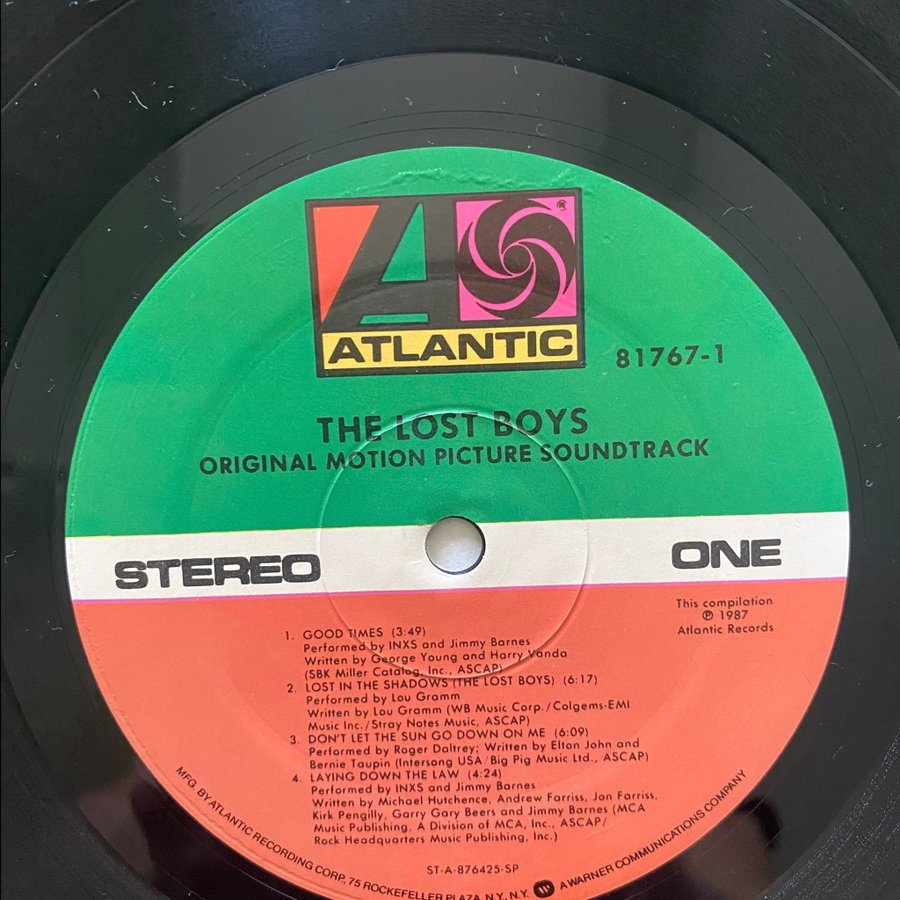 ®
ATLANTIC
81767-1
THE LOST BOYS
ORIGINAL MOTION PICTURE SOUNDTRACK
STEREO
ONE
This compilation
℗ 1987
Atlantic Records
1. GOOD TIMES (3:49)
Performed by INXS and Jimmy Barnes
Written by George Young and Harry Vanda
(SBK Miller Catalog, Inc., ASCAP)
2. LOST IN THE SHADOWS (THE LOST BOYS) (6:17)
Performed by Lou Gramm
Written by Lou Gramm (WB Music Corp./Colgems-EMI
Music Inc./Stray Notes Music, ASCAP)
3. DON'T LET THE SUN GO DOWN ON ME (6:09)
Performed by Roger Daltrey; Written by Elton John and
Bernie Taupin (Intersong USA/Big Pig Music Ltd., ASCAP)
4. LAYING DOWN THE LAW (4:24)
Performed by INXS and Jimmy Barnes
Written by Michael Hutchence, Andrew Farriss, Jon Farriss,
Kirk Pengilly, Garry Gary Beers and Jimmy Barnes (MCA
Music Publishing, A Division of MCA, Inc., ASCAP/
Rock Headquarters Music Publishing, Inc.)
ST-A-876425-SP
MFG. BY ATLANTIC RECORDING CORP., 75 ROCKEFELLER PLAZA, N.Y., N.Y. A WARNER COMMUNICATIONS COMPANY